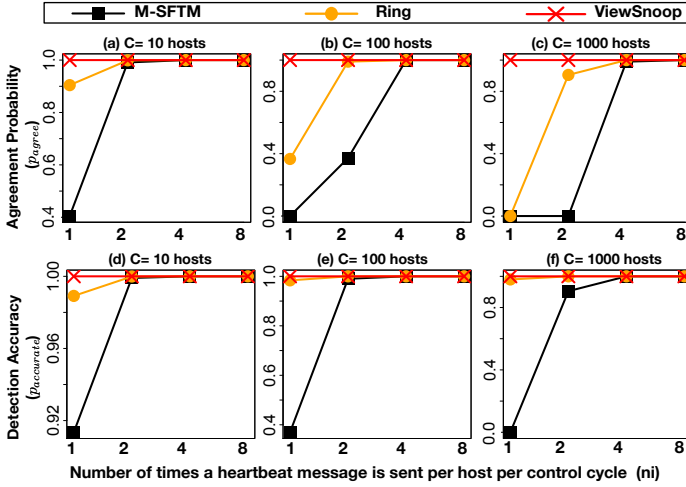 M-SFTM Ring ViewSnoop
(a) C= 10 hosts (b) C= 100 hosts (c) C= 1000 hosts
Agreement Probability
(p_agree)
0.4 0.6 0.8 1.0
0.0 0.4 0.8
0.0 0.4 0.8
1 2 4 8 1 2 4 8 1 2 4 8
(d) C= 10 hosts (e) C= 100 hosts (f) C= 1000 hosts
Detection Accuracy
(p_accurate)
0.92 0.96 1.00
0.4 0.6 0.8 1.0
0.0 0.4 0.8
1 2 4 8 1 2 4 8 1 2 4 8
Number of times a heartbeat message is sent per host per control cycle (ni)